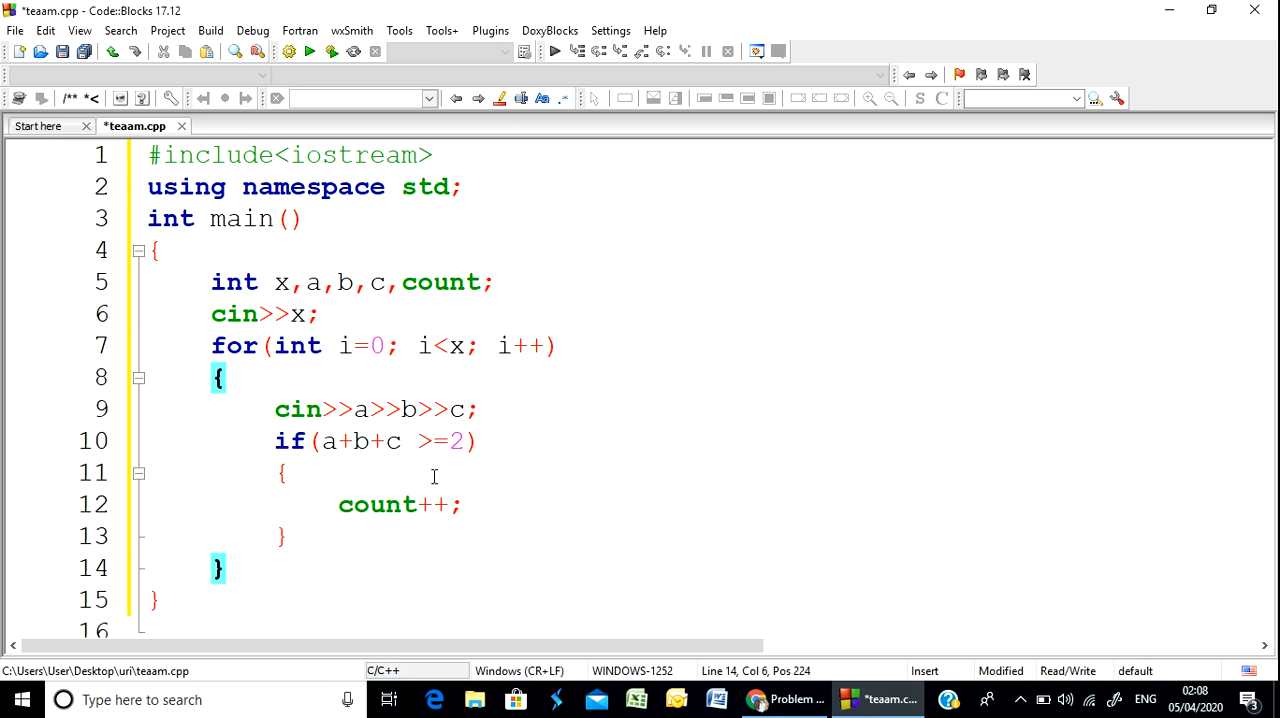 *teaam.cpp - Code::Blocks 17.12
File Edit View Search Project Build Debug Fortran wxSmith Tools Tools+ Plugins DoxyBlocks Settings Help
/** *<
S C
Start here *teaam.cpp
1 #include<iostream>
2 using namespace std;
3 int main()
4 {
5 int x,a,b,c,count;
6 cin>>x;
7 for(int i=0; i<x; i++)
8 {
9 cin>>a>>b>>c;
10 if(a+b+c >=2)
11 {
12 count++;
13 }
14 }
15 }
16
C:\Users\User\Desktop\uri\teaam.cpp C/C++ Windows (CR+LF) WINDOWS-1252 Line 14, Col 6, Pos 224 Insert Modified Read/Write default
Type here to search Problem ... *teaam.c... ENG 02:08 05/04/2020 3